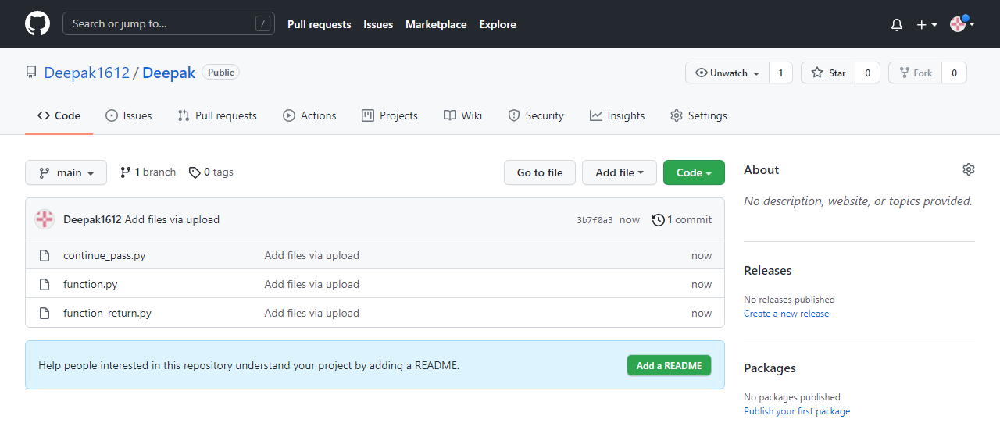 Search or jump to... / Pull requests Issues Marketplace Explore
Deepak1612 / Deepak Public Unwatch 1 Star 0 Fork 0
Code Issues Pull requests Actions Projects Wiki Security Insights Settings
main 1 branch 0 tags Go to file Add file Code
Deepak1612 Add files via upload 3b7f0a3 now 1 commit
continue_pass.py Add files via upload now
function.py Add files via upload now
function_return.py Add files via upload now
Help people interested in this repository understand your project by adding a README. Add a README
About
No description, website, or topics provided.
Releases
No releases published
Create a new release
Packages
No packages published
Publish your first package